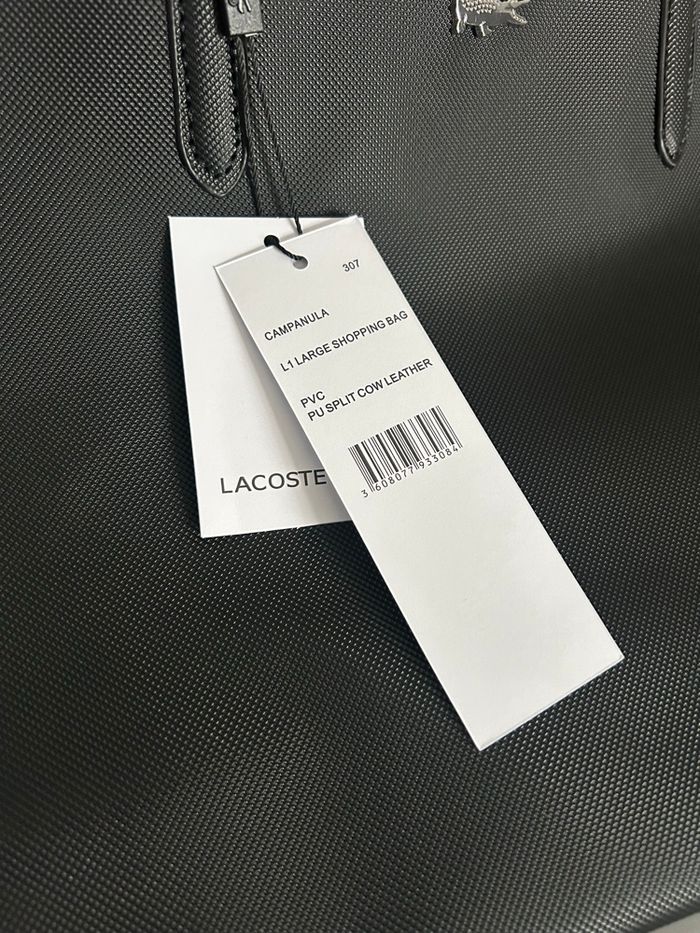 307
CAMPANULA
L1 LARGE SHOPPING BAG
PVC
PU SPLIT COW LEATHER
3 608077 933084
LACOSTE